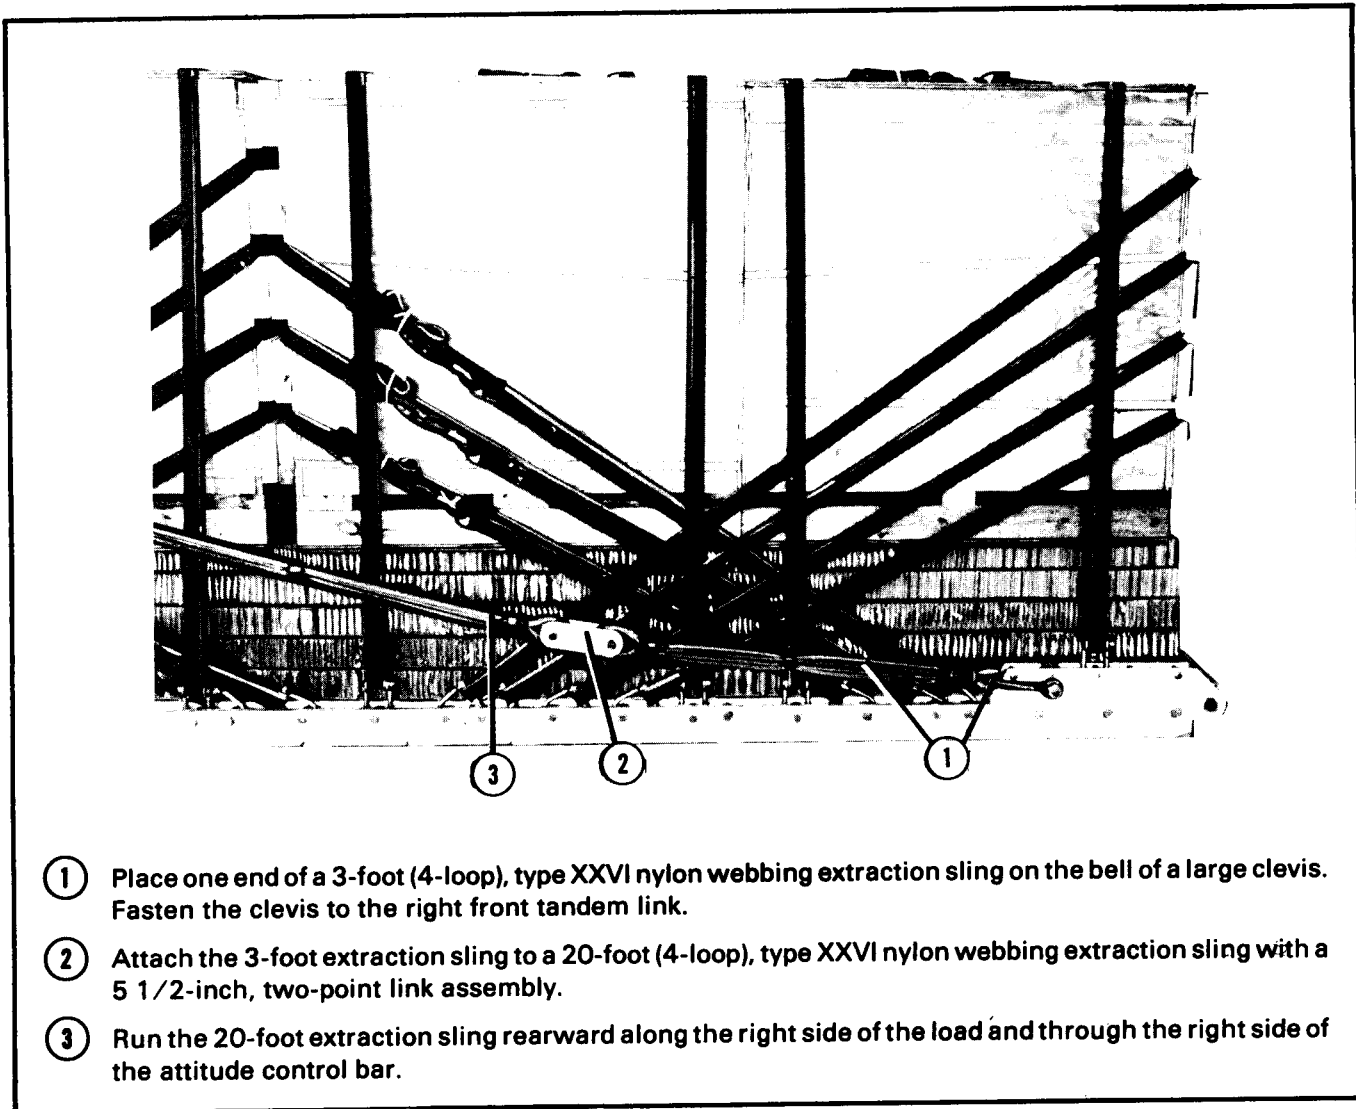 3
2
1
1 Place one end of a 3-foot (4-loop), type XXVI nylon webbing extraction sling on the bell of a large clevis.
Fasten the clevis to the right front tandem link.
2 Attach the 3-foot extraction sling to a 20-foot (4-loop), type XXVI nylon webbing extraction sling with a
5 1/2-inch, two-point link assembly.
3 Run the 20-foot extraction sling rearward along the right side of the load and through the right side of
the attitude control bar.